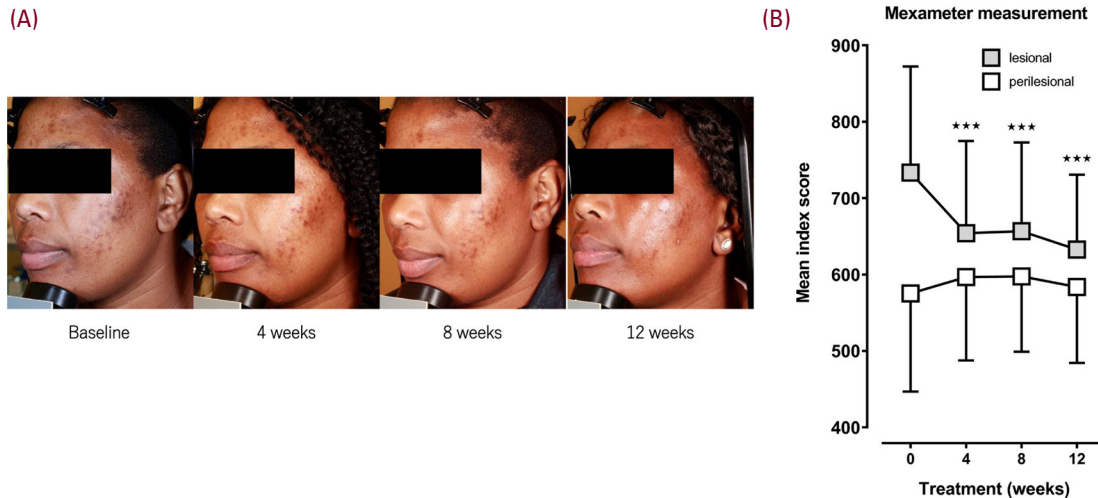 (A)
Baseline
4 weeks
8 weeks
12 weeks
(B)
Mexameter measurement
900
800
700
600
500
400
Mean index score
lesional
perilesional
★★★
★★★
★★★
0
4
8
12
Treatment (weeks)